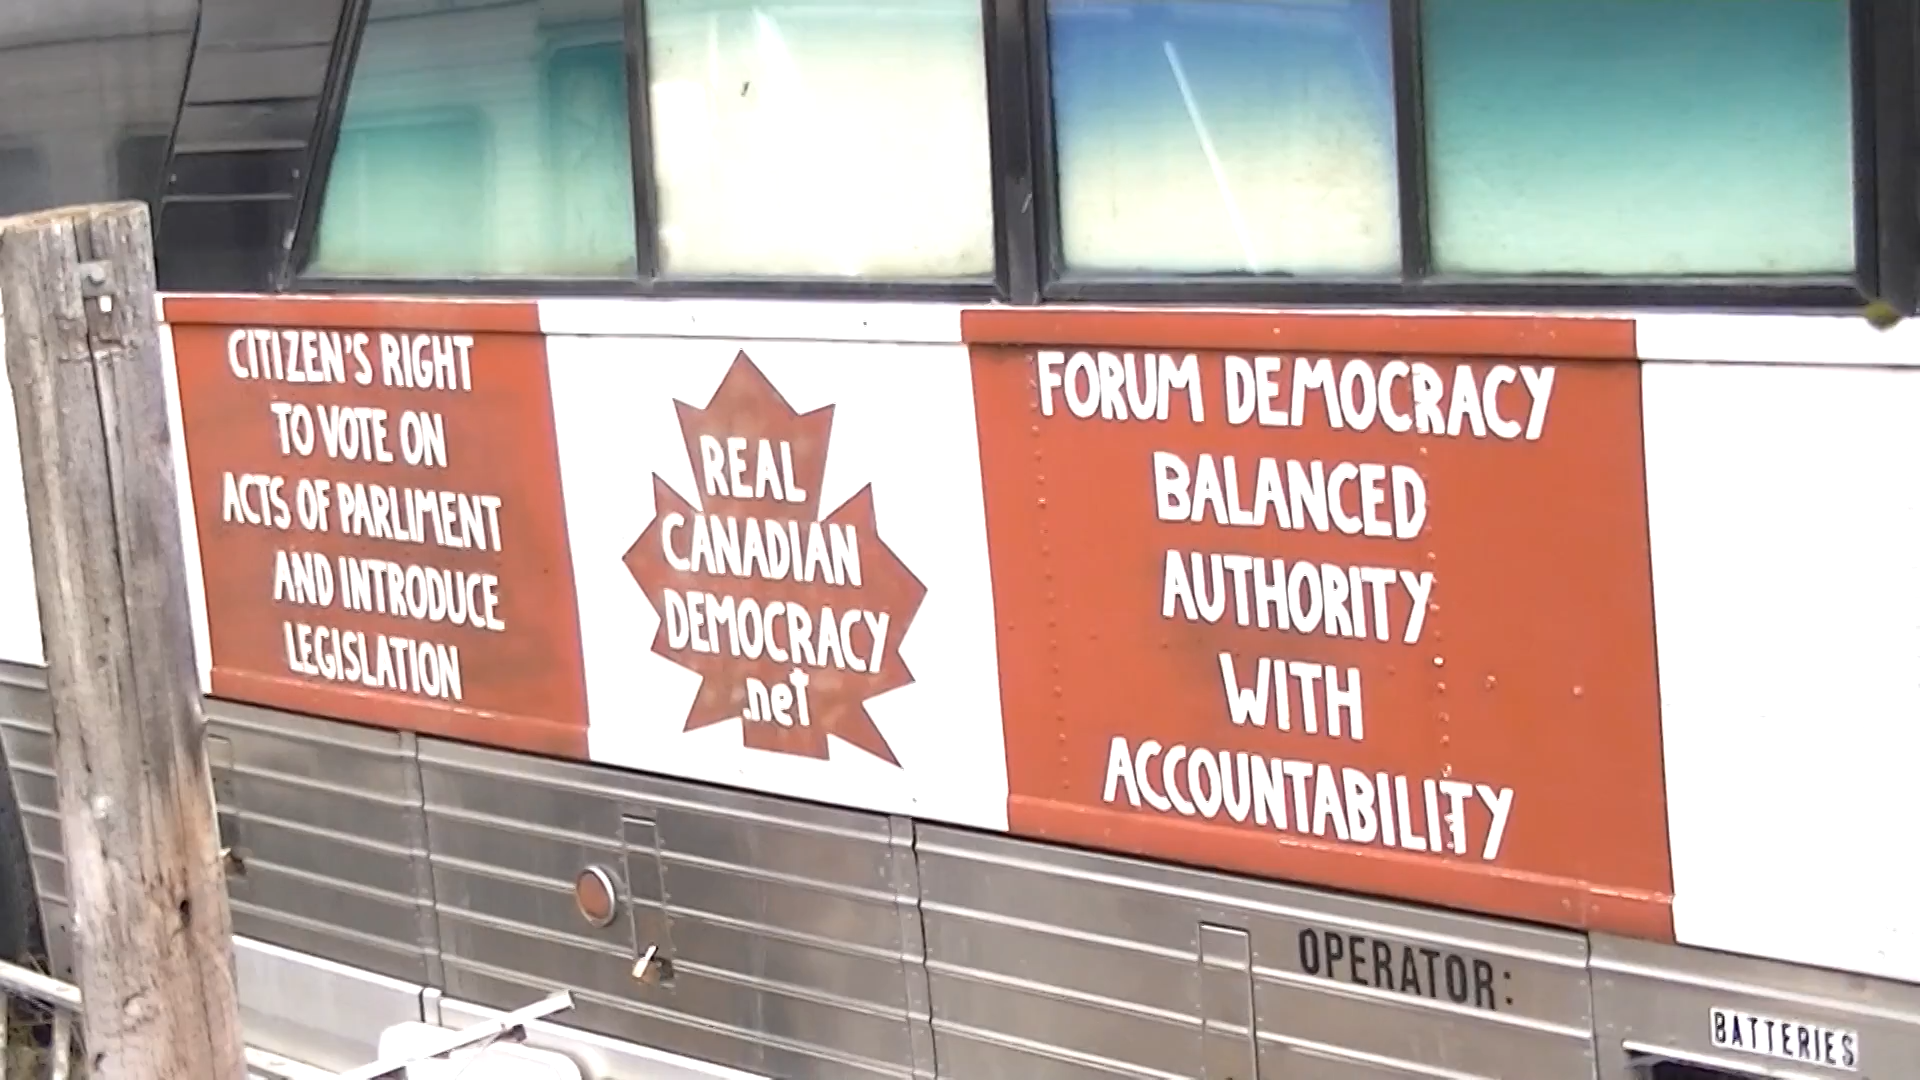 CITIZEN'S RIGHT
TO VOTE ON
ACTS OF PARLIMENT
AND INTRODUCE
LEGISLATION
REAL
CANADIAN
DEMOCRACY
.net
FORUM DEMOCRACY
BALANCED
AUTHORITY
WITH
ACCOUNTABILITY
OPERATOR:
BATTERIES